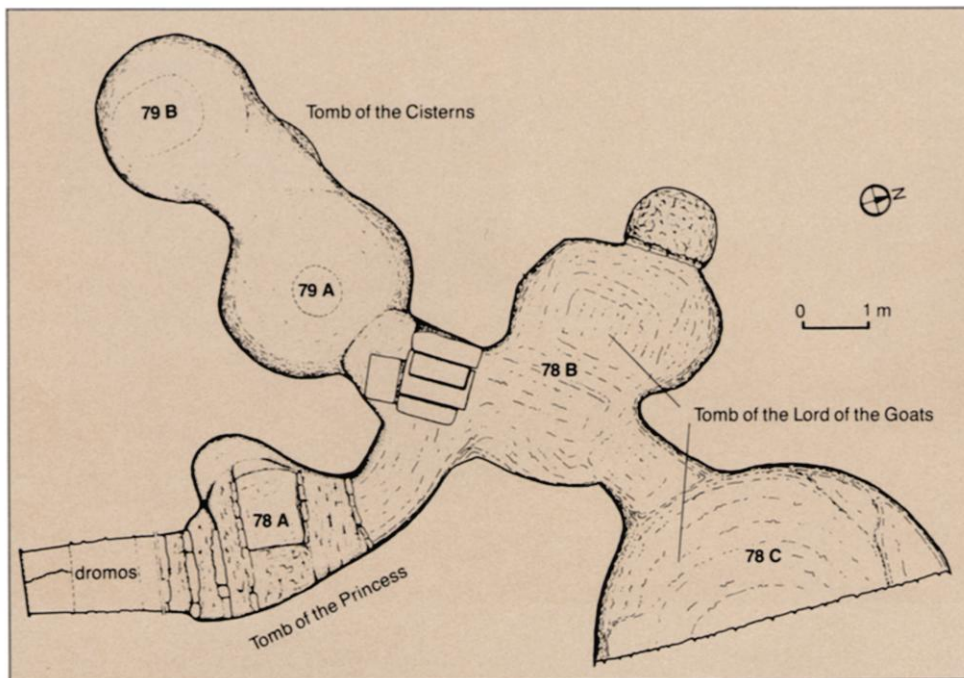 79 B
Tomb of the Cisterns
N
79 A
0 1 m
78 B
Tomb of the Lord of the Goats
78 A
78 C
dromos
Tomb of the Princess